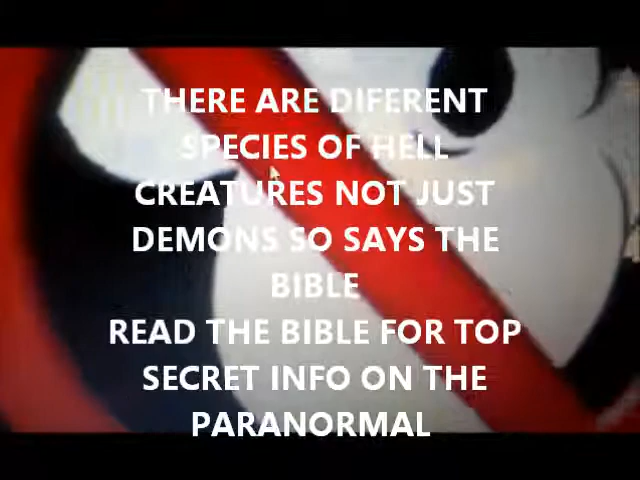 THERE ARE DIFERENT
SPECIES OF HELL
CREATURES NOT JUST
DEMONS SO SAYS THE
BIBLE
READ THE BIBLE FOR TOP
SECRET INFO ON THE
PARANORMAL